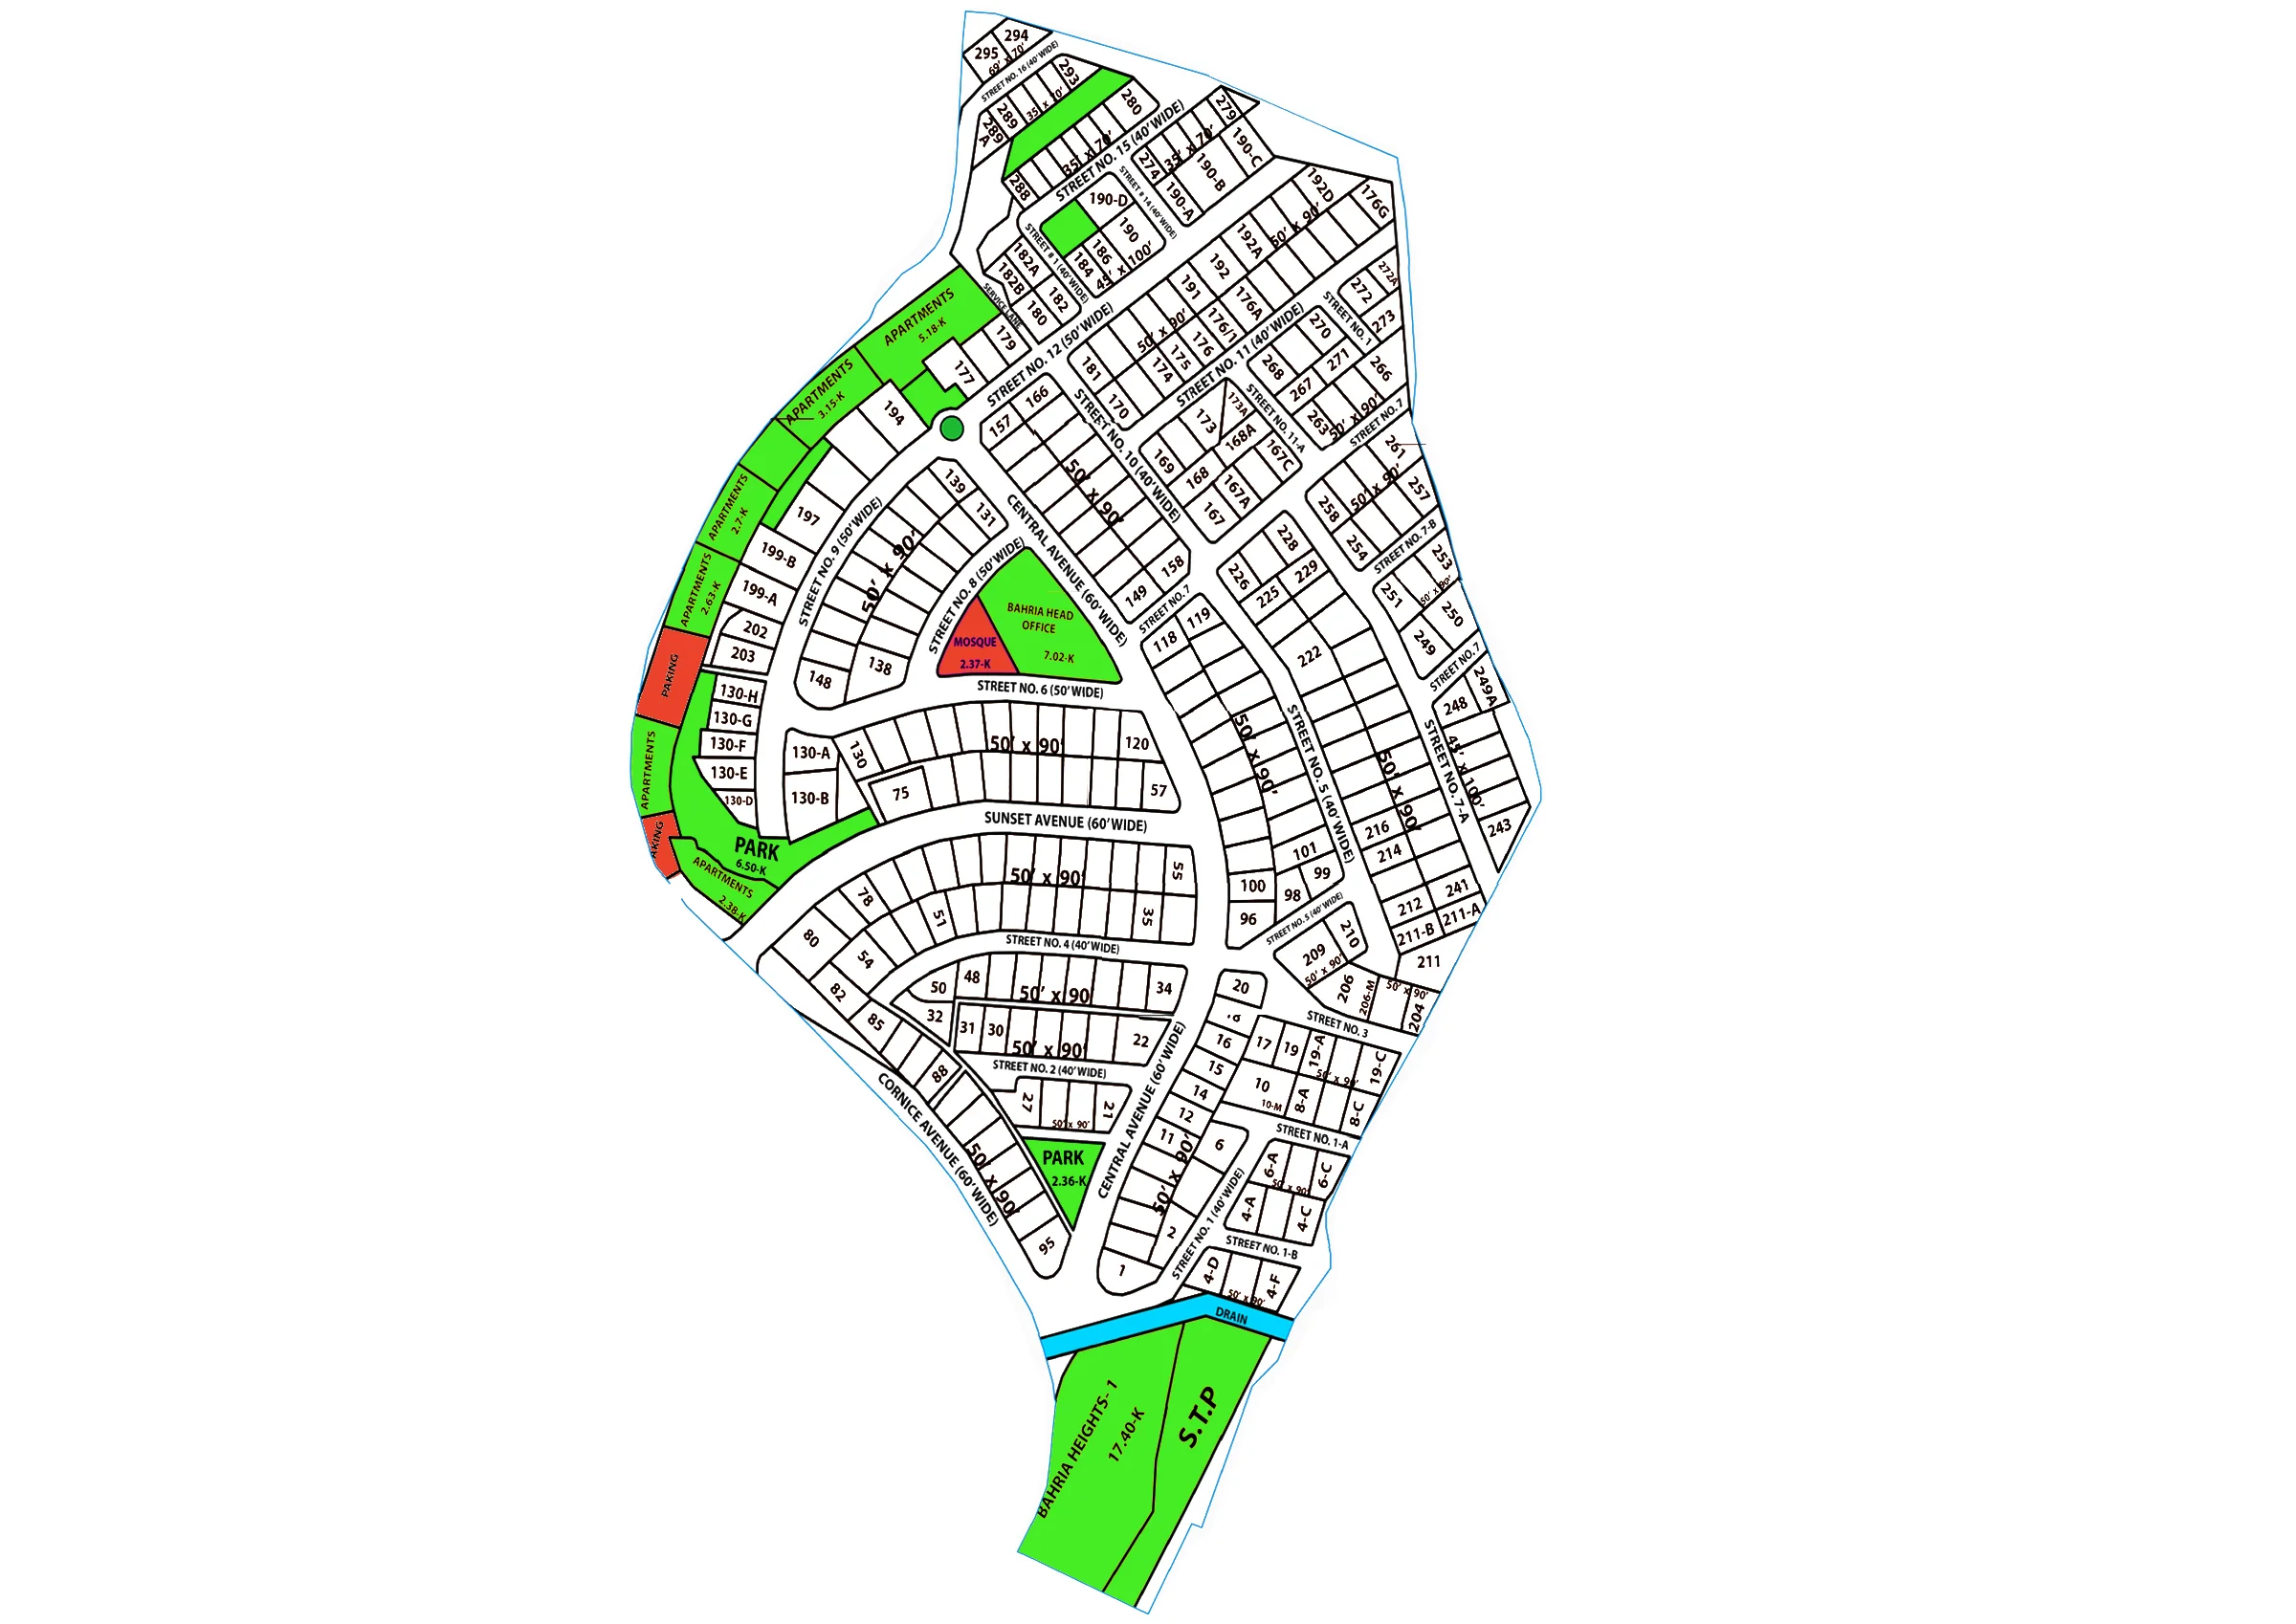 294
295
69' x 70'
STREET NO. 16 (40' WIDE)
293
35' x 70'
289
289
A
280
35' x 70'
288
STREET NO. 15 (40' WIDE)
279
35' x 70'
274
190-C
190-B
190-A
STREET # 14 (40' WIDE)
190-D
190
186
184
45' x 100'
STREET # 1 (40' WIDE)
182A
182B
182
180
SERVICE LANE
179
177
192D
176G
50' x 90'
192A
192
191
176A
176/1
50' x 90'
176
175
174
181
170
STREET NO. 12 (50' WIDE)
STREET NO. 11 (40' WIDE)
272A
272
273
STREET NO. 1
270
271
268
267
266
263
50' x 90'
STREET NO. 7
STREET NO. 11-A
173A
173
168A
167C
169
168
167A
167
APARTMENTS
5.18-K
APARTMENTS
3.15-K
194
APARTMENTS
2.7-K
197
199-B
APARTMENTS
2.63-K
199-A
202
203
PAKING
STREET NO. 9 (50' WIDE)
166
157
STREET NO. 10 (40' WIDE)
50' x 90'
158
149
CENTRAL AVENUE (60' WIDE)
139
131
50' x 90'
148
138
STREET NO. 8 (50' WIDE)
BAHRIA HEAD
OFFICE
7.02-K
MOSQUE
2.37-K
STREET NO. 6 (50' WIDE)
261
50' x 90'
258
257
254
STREET NO. 7-B
253
251
50' x 90'
250
249
STREET NO. 7
249A
248
45' x 100'
243
STREET NO. 7-A
228
226
229
225
222
50' x 90'
216
214
212
241
211-A
211-B
211
STREET NO. 7
119
118
50' x 90'
STREET NO. 5 (40' WIDE)
101
99
100
98
96
STREET NO. 5 (40' WIDE)
130-H
130-G
130-F
130-E
130-D
130-A
130-B
130
50' x 90'
120
75
57
APARTMENTS
AKING
PARK
6.50-K
APARTMENTS
2.38-K
SUNSET AVENUE (60' WIDE)
55
50' x 90'
78
51
35
80
54
STREET NO. 4 (40' WIDE)
82
85
88
50
48
50' x 90
34
32
31
30
50' x 90'
22
STREET NO. 2 (40' WIDE)
27
21
50' x 90'
PARK
2.36-K
CORNICE AVENUE (60' WIDE)
50' x 90'
95
CENTRAL AVENUE (60' WIDE)
210
209
50' x 90'
206
206-M
50' x 90'
204
STREET NO. 3
20
16
17
19
19-A
50' x 90'
19-C
15
10
10-M
8-A
8-C
14
12
11
STREET NO. 1-A
6
50' x 90'
2
1
STREET NO. 1 (40' WIDE)
6-A
6-C
50' x 90'
4-A
4-C
STREET NO. 1-B
4-D
4-F
50' x 90'
DRAIN
BAHRIA HEIGHTS- 1
17.40-K
S.T.P